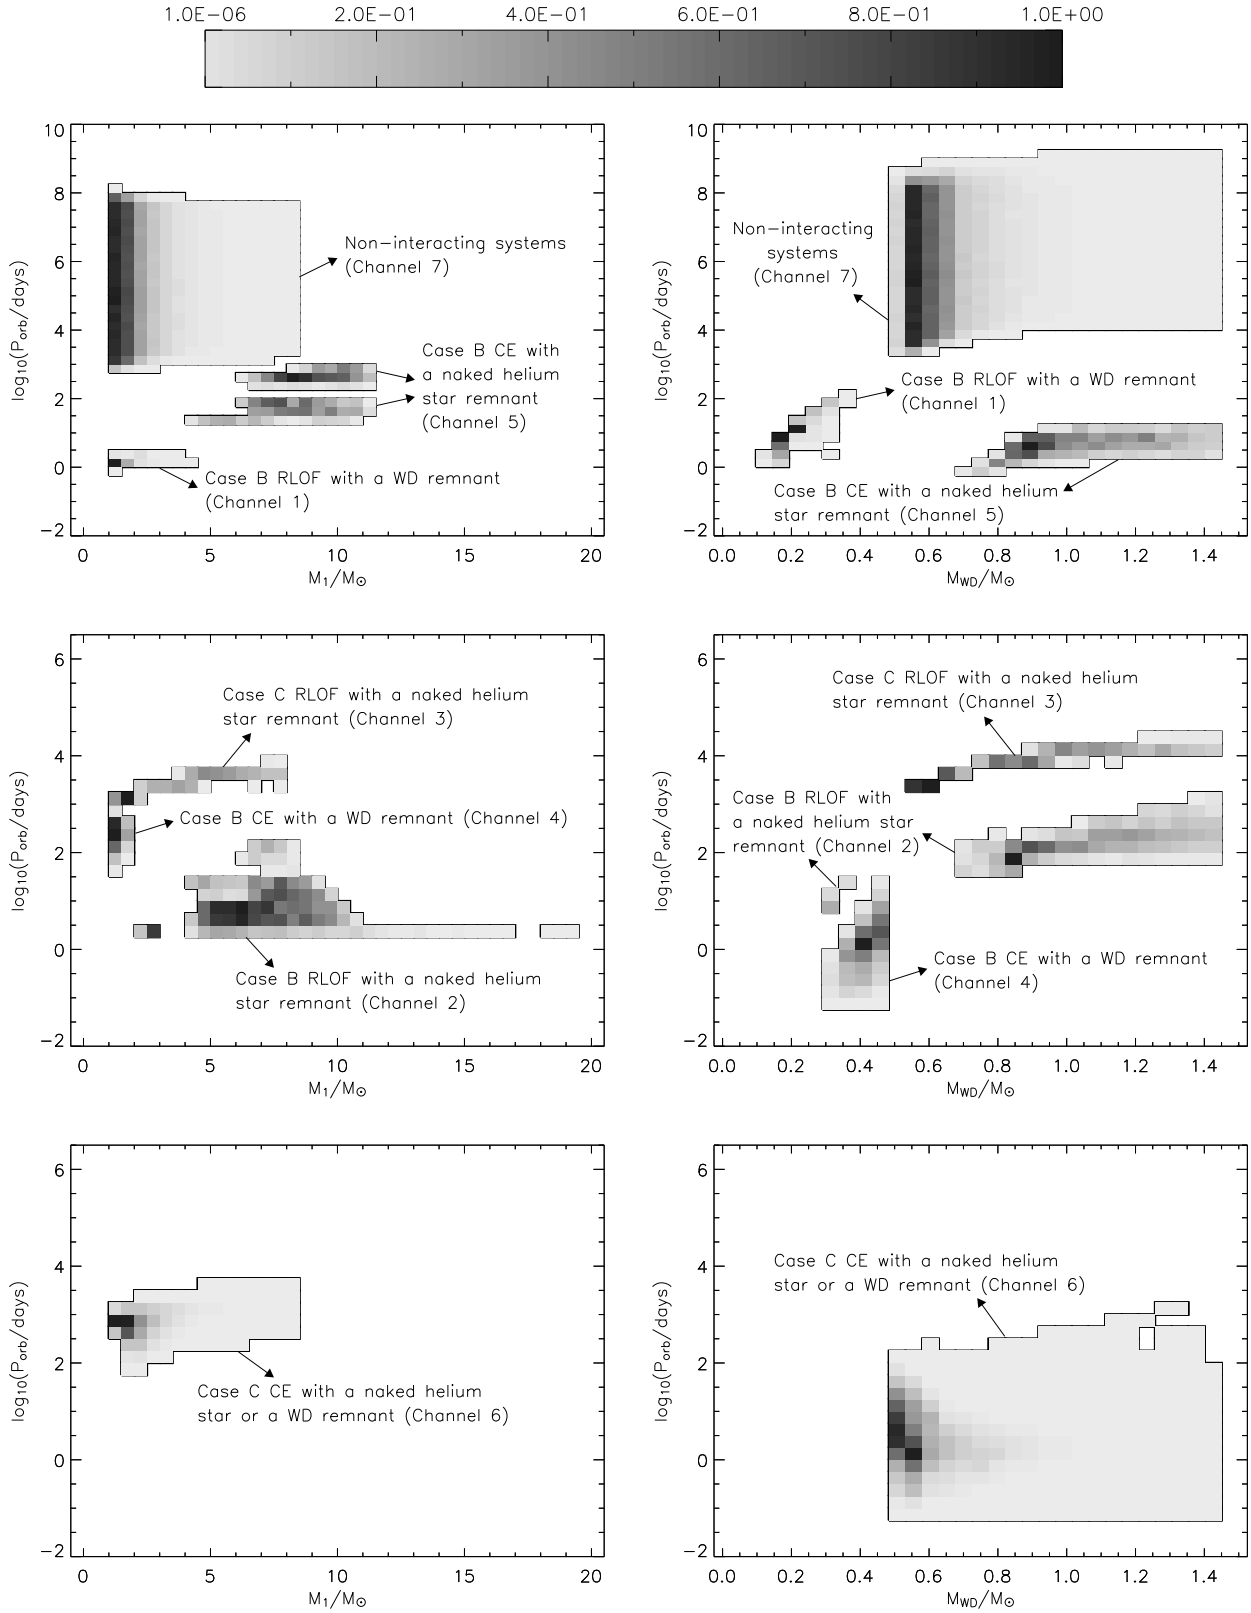 1.0E−06 2.0E−01 4.0E−01 6.0E−01 8.0E−01 1.0E+00
10
8
6
4
2
0
−2
log₁₀(Pₒᵣb/days)
Non−interacting systems
(Channel 7)
Case B CE with
a naked helium
star remnant
(Channel 5)
Case B RLOF with a WD remnant
(Channel 1)
0 5 10 15 20
M₁/M⊙
10
8
6
4
2
0
−2
log₁₀(Pₒᵣb/days)
Non−interacting
systems
(Channel 7)
Case B RLOF with a WD remnant
(Channel 1)
Case B CE with a naked helium
star remnant (Channel 5)
0.0 0.2 0.4 0.6 0.8 1.0 1.2 1.4
M_WD/M⊙
6
4
2
0
−2
log₁₀(Pₒᵣb/days)
Case C RLOF with a naked helium
star remnant (Channel 3)
Case B CE with a WD remnant (Channel 4)
Case B RLOF with a naked helium
star remnant (Channel 2)
0 5 10 15 20
M₁/M⊙
6
4
2
0
−2
log₁₀(Pₒᵣb/days)
Case C RLOF with a naked helium
star remnant (Channel 3)
Case B RLOF with
a naked helium star
remnant (Channel 2)
Case B CE with a WD remnant
(Channel 4)
0.0 0.2 0.4 0.6 0.8 1.0 1.2 1.4
M_WD/M⊙
6
4
2
0
−2
log₁₀(Pₒᵣb/days)
Case C CE with a naked helium
star or a WD remnant (Channel 6)
0 5 10 15 20
M₁/M⊙
6
4
2
0
−2
log₁₀(Pₒᵣb/days)
Case C CE with a naked helium
star or a WD remnant (Channel 6)
0.0 0.2 0.4 0.6 0.8 1.0 1.2 1.4
M_WD/M⊙